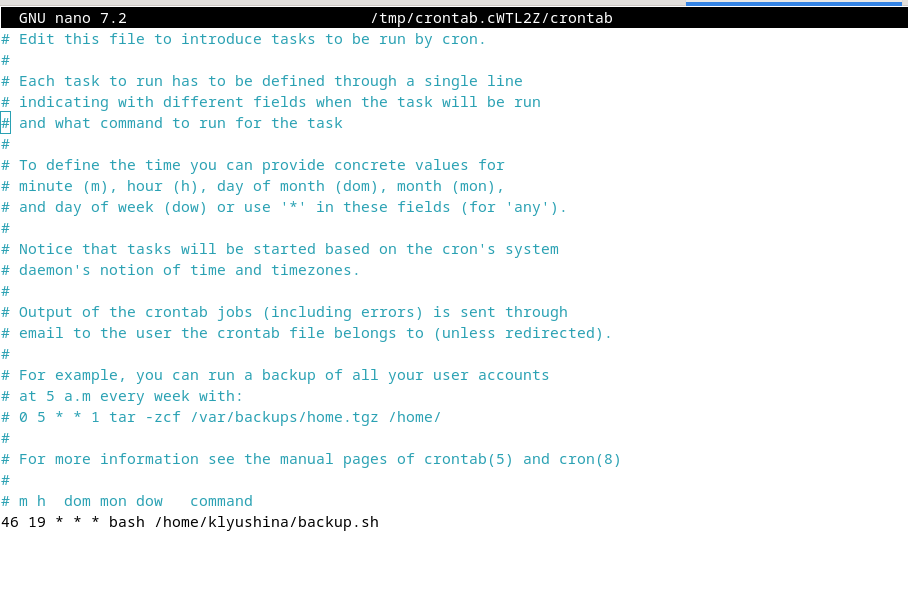 GNU nano 7.2 /tmp/crontab.cWTL2Z/crontab
# Edit this file to introduce tasks to be run by cron.
#
# Each task to run has to be defined through a single line
# indicating with different fields when the task will be run
# and what command to run for the task
#
# To define the time you can provide concrete values for
# minute (m), hour (h), day of month (dom), month (mon),
# and day of week (dow) or use '*' in these fields (for 'any').
#
# Notice that tasks will be started based on the cron's system
# daemon's notion of time and timezones.
#
# Output of the crontab jobs (including errors) is sent through
# email to the user the crontab file belongs to (unless redirected).
#
# For example, you can run a backup of all your user accounts
# at 5 a.m every week with:
# 0 5 * * 1 tar -zcf /var/backups/home.tgz /home/
#
# For more information see the manual pages of crontab(5) and cron(8)
#
# m h  dom mon dow   command
46 19 * * * bash /home/klyushina/backup.sh